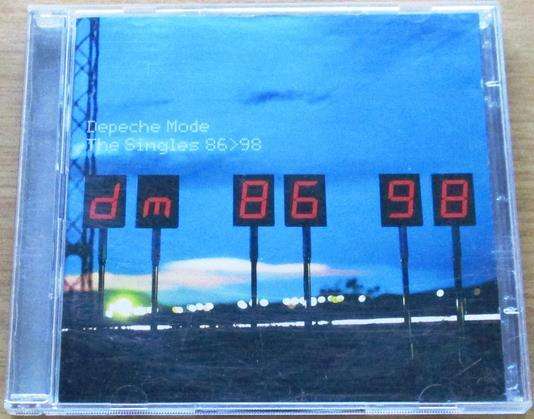 Depeche Mode
The Singles 86>98
dm 86 98